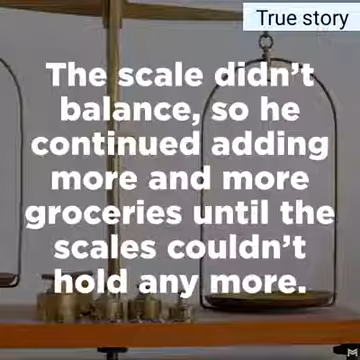 True story
The scale didn't
balance, so he
continued adding
more and more
groceries until the
scales couldn't
hold any more.